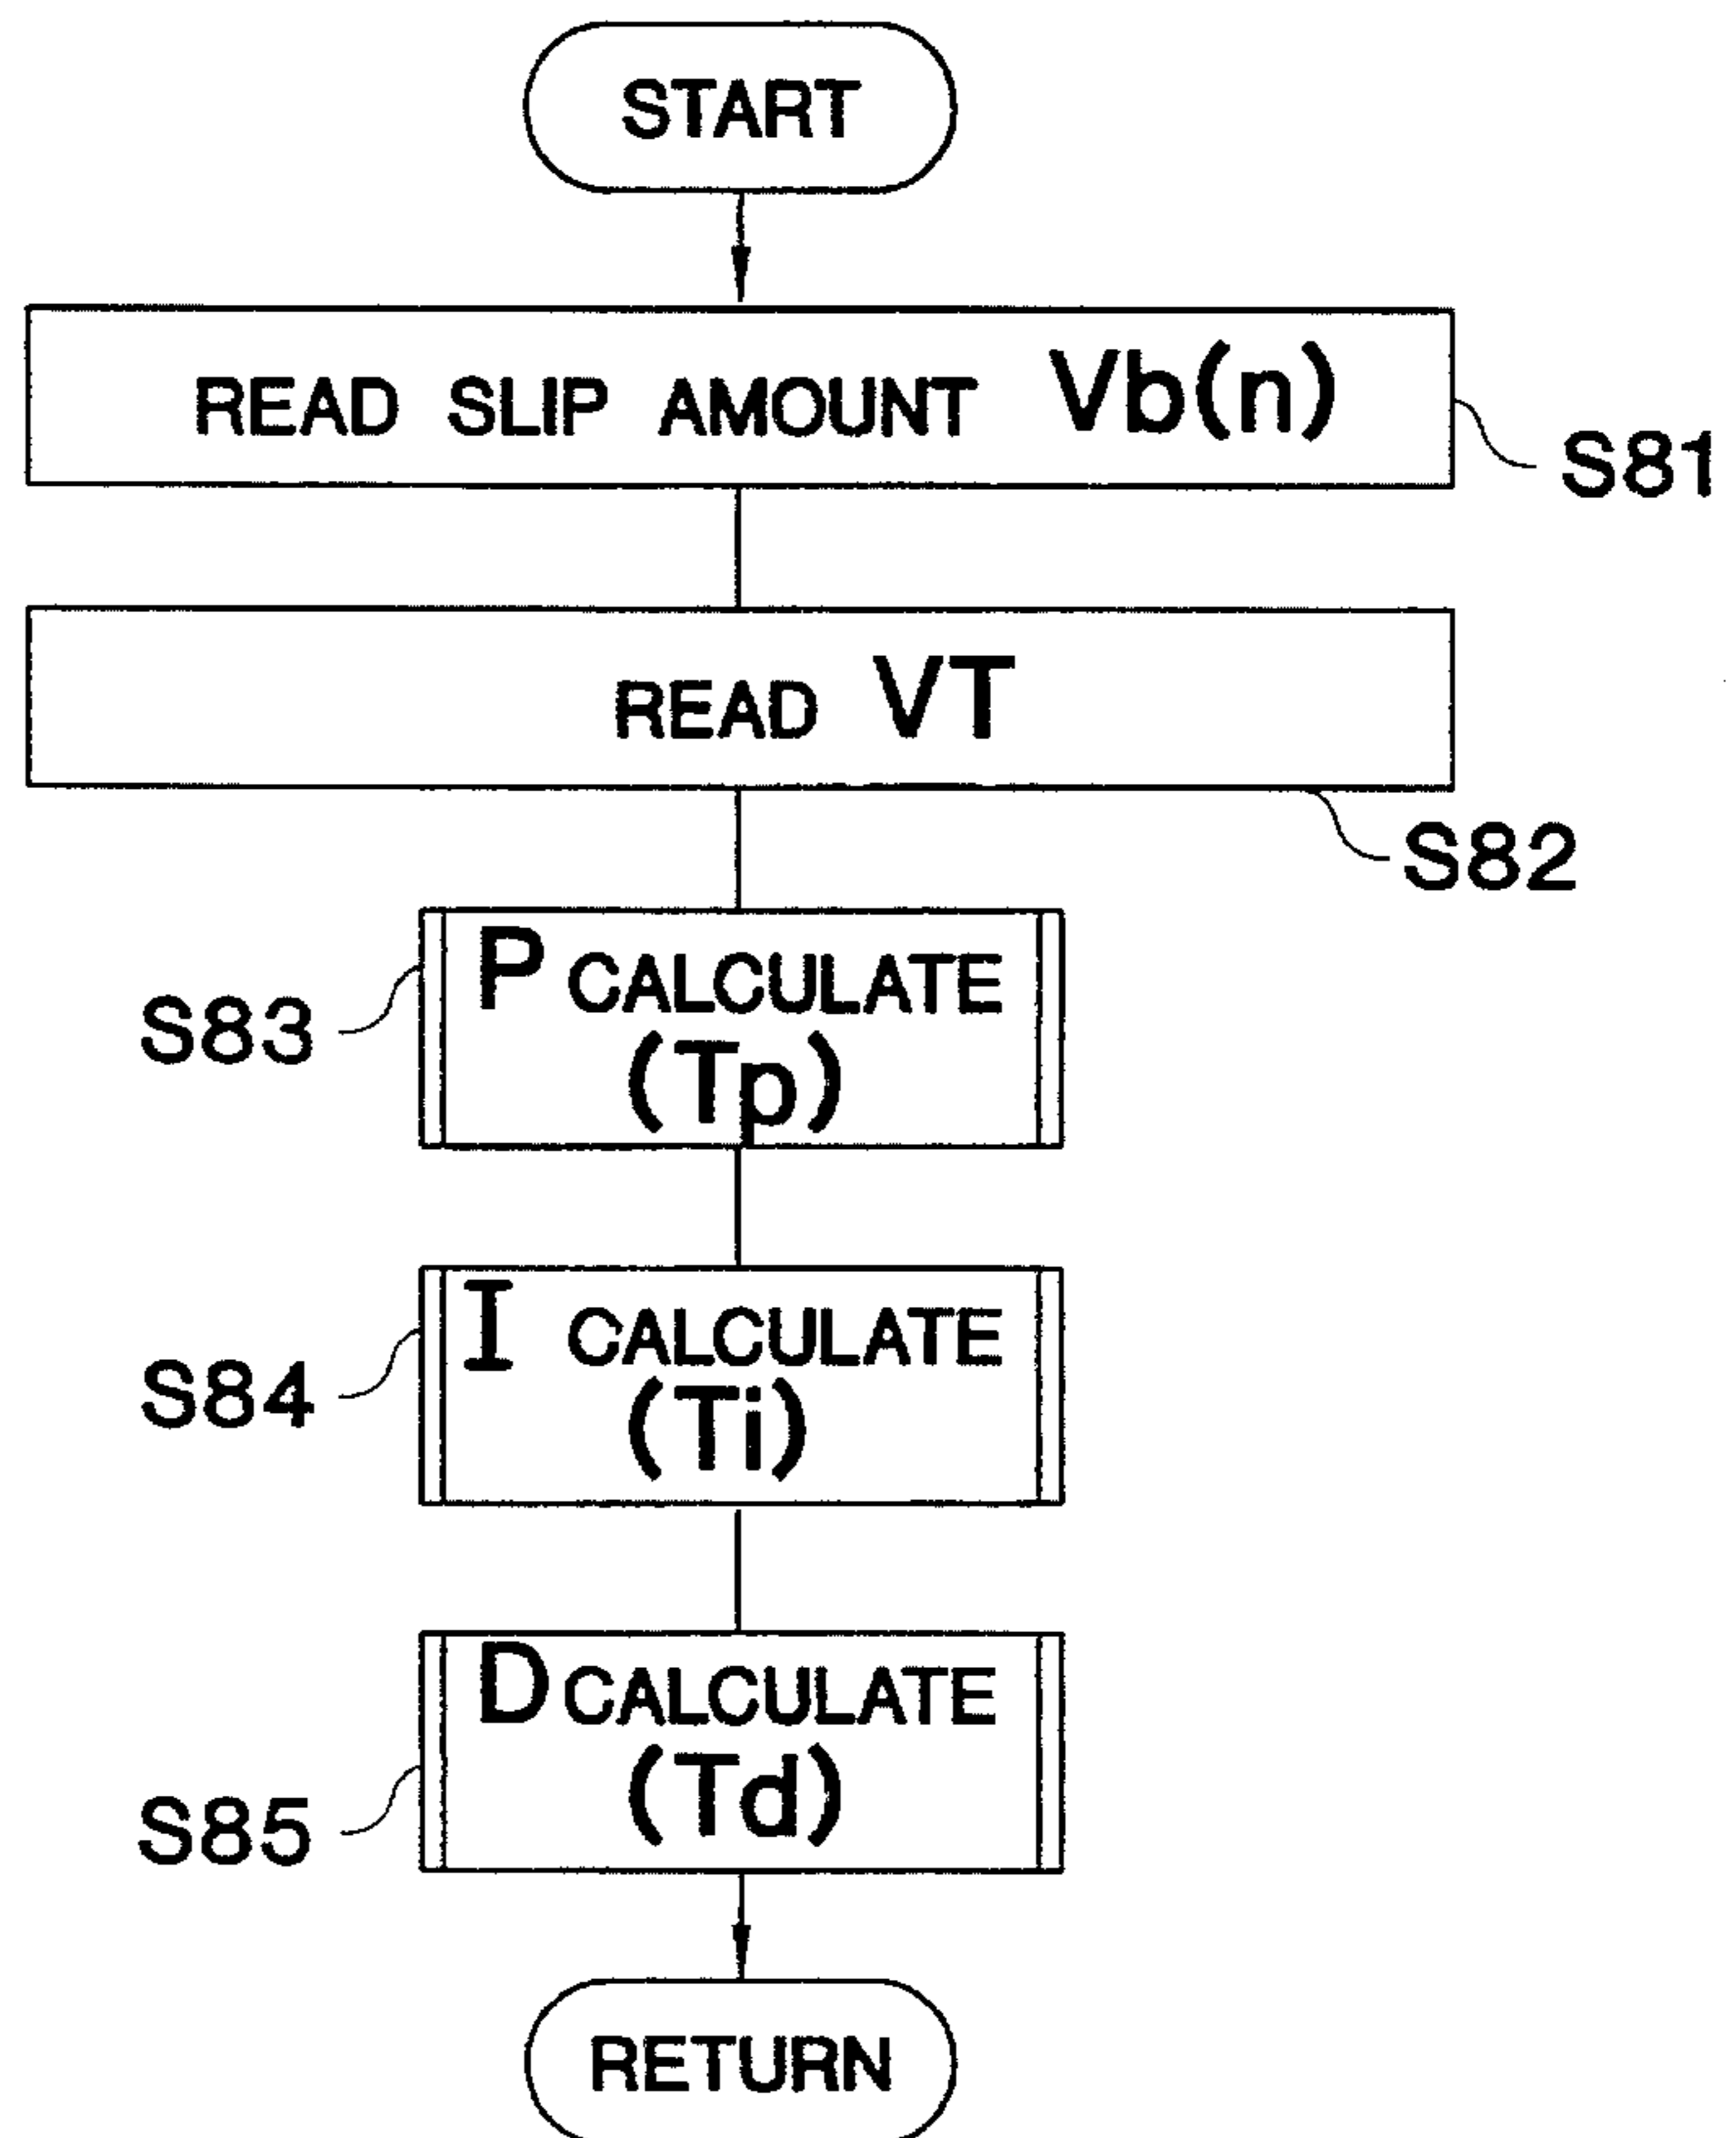 START
READ SLIP AMOUNT Vb(n)
S81
READ VT
S82
P CALCULATE
(Tp)
S83
I CALCULATE
(Ti)
S84
D CALCULATE
(Td)
S85
RETURN